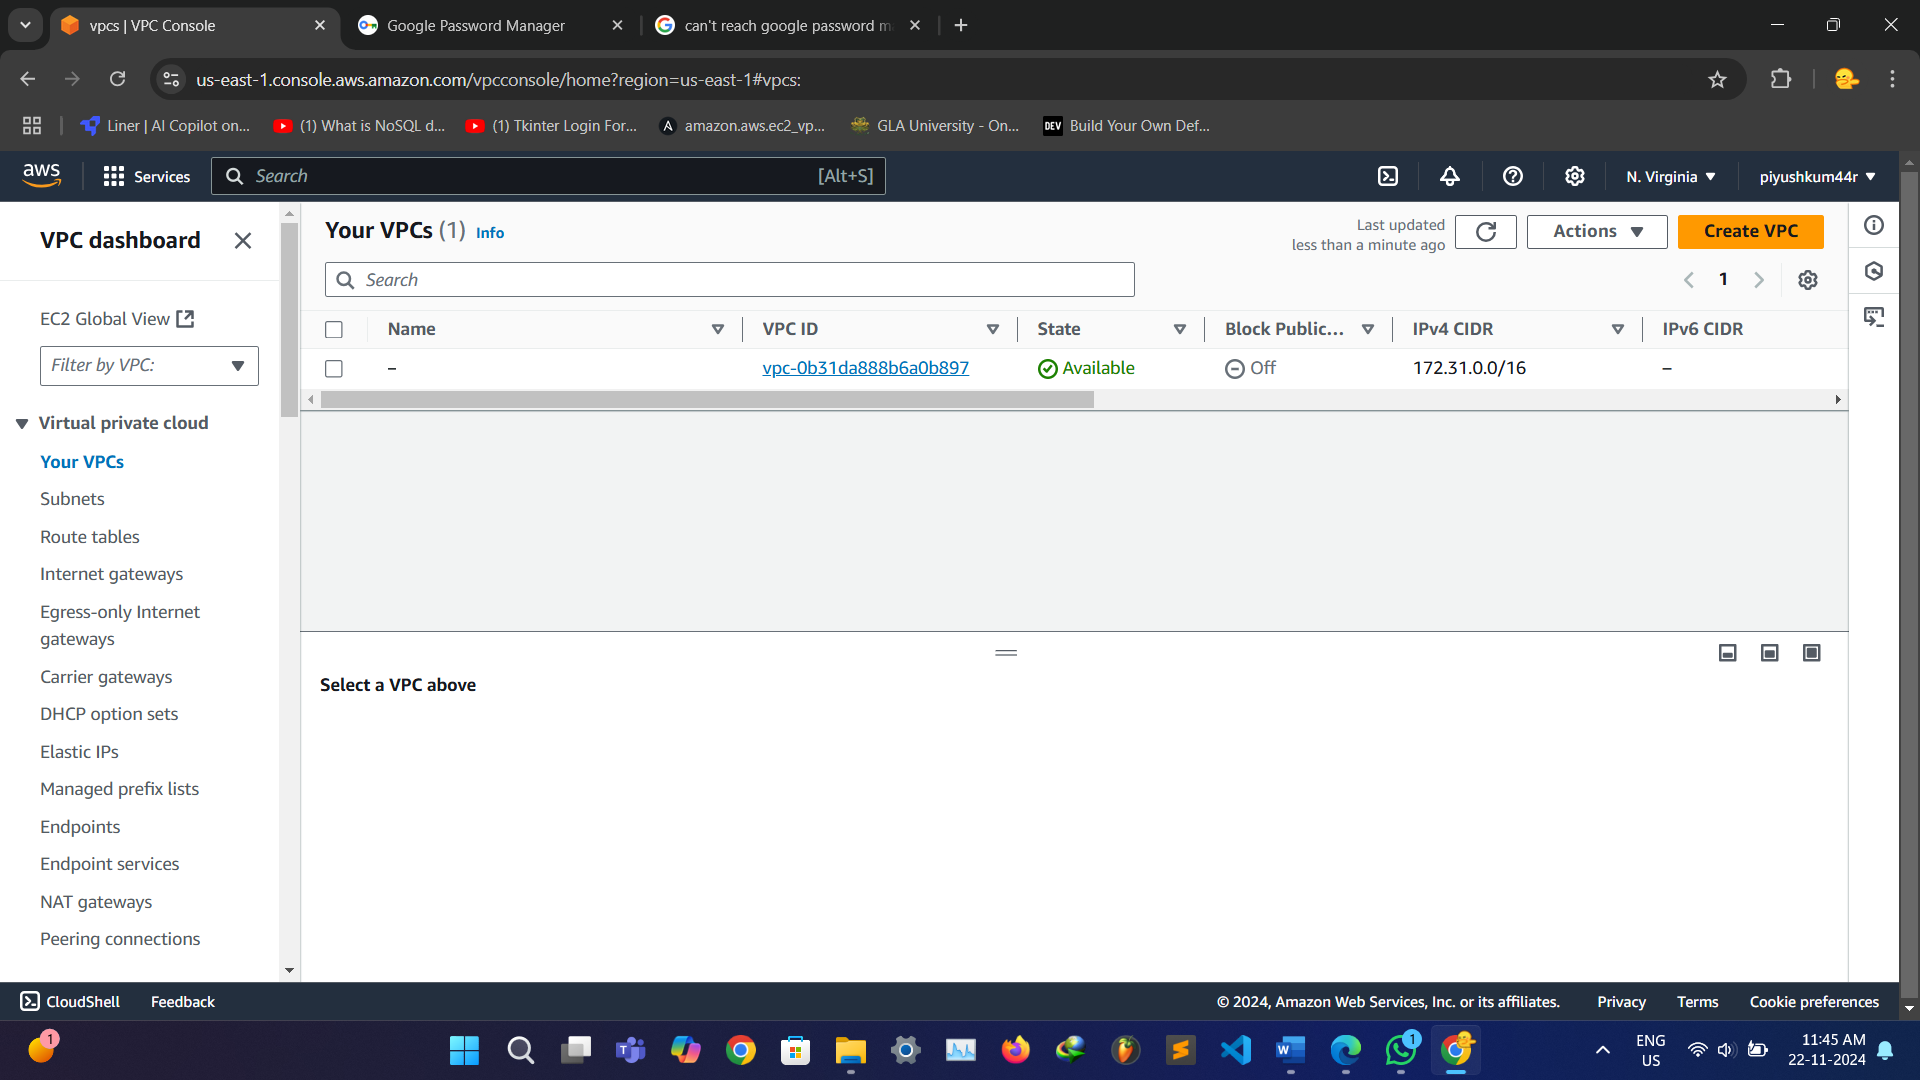 vpcs | VPC Console
Google Password Manager
can't reach google password m
us-east-1.console.aws.amazon.com/vpcconsole/home?region=us-east-1#vpcs:
Liner | AI Copilot on...
(1) What is NoSQL d...
(1) Tkinter Login For...
amazon.aws.ec2_vp...
GLA University - On...
DEV Build Your Own Def...
aws
Services
Search
[Alt+S]
N. Virginia
piyushkum44r
VPC dashboard
EC2 Global View
Filter by VPC:
Virtual private cloud
Your VPCs
Subnets
Route tables
Internet gateways
Egress-only Internet
gateways
Carrier gateways
DHCP option sets
Elastic IPs
Managed prefix lists
Endpoints
Endpoint services
NAT gateways
Peering connections
Your VPCs (1) Info
Last updated
less than a minute ago
Actions
Create VPC
Search
1
Name
VPC ID
State
Block Public...
IPv4 CIDR
IPv6 CIDR
–
vpc-0b31da888b6a0b897
Available
Off
172.31.0.0/16
–
Select a VPC above
CloudShell
Feedback
© 2024, Amazon Web Services, Inc. or its affiliates.
Privacy
Terms
Cookie preferences
1
1
ENG
US
11:45 AM
22-11-2024